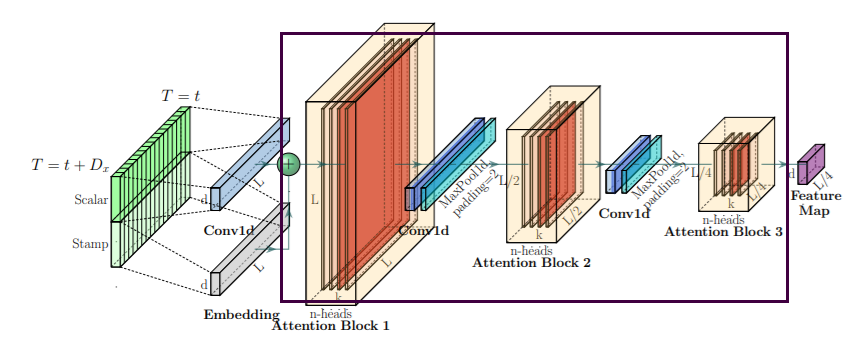 T = t
T = t + D_x
Scalar
Stamp
d
L
Conv1d
d
L
Embedding
L
L
k
n-heads
Attention Block 1
Conv1d
MaxPool1d,
padding=2
L/2
L/2
k
n-heads
Attention Block 2
Conv1d
MaxPool1d,
padding=2
L/4
L/4
k
n-heads
Attention Block 3
d
L/4
Feature
Map